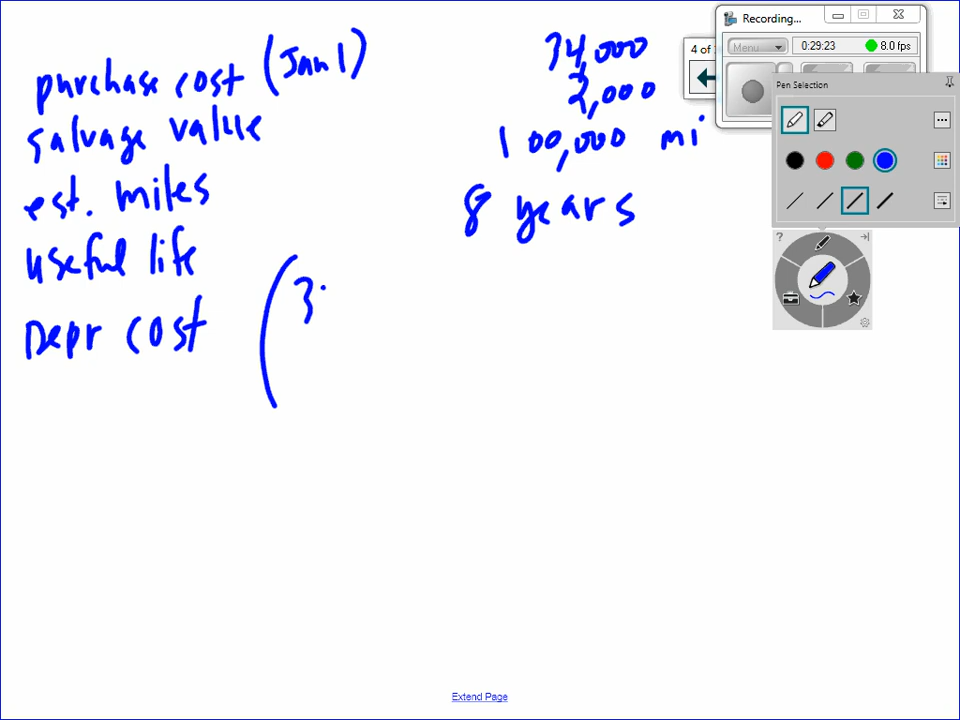 purchase cost (Jan 1) 34,000
salvage value 2,000
est. miles 100,000 mi
useful life 8 years
Depr cost (3
Recording...
Menu
0:29:23
8.0 fps
4 of
Pen Selection
?
Extend Page